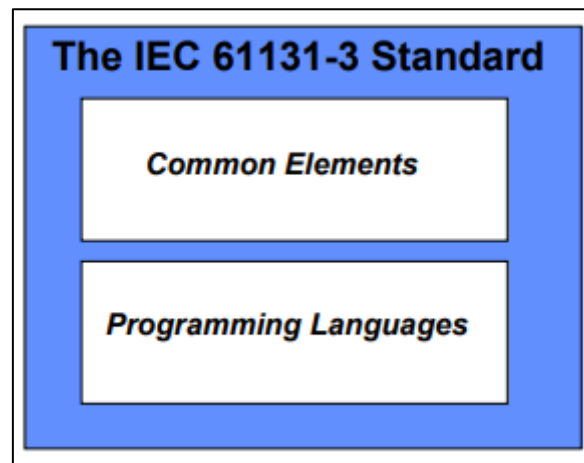 The IEC 61131-3 Standard
Common Elements
Programming Languages